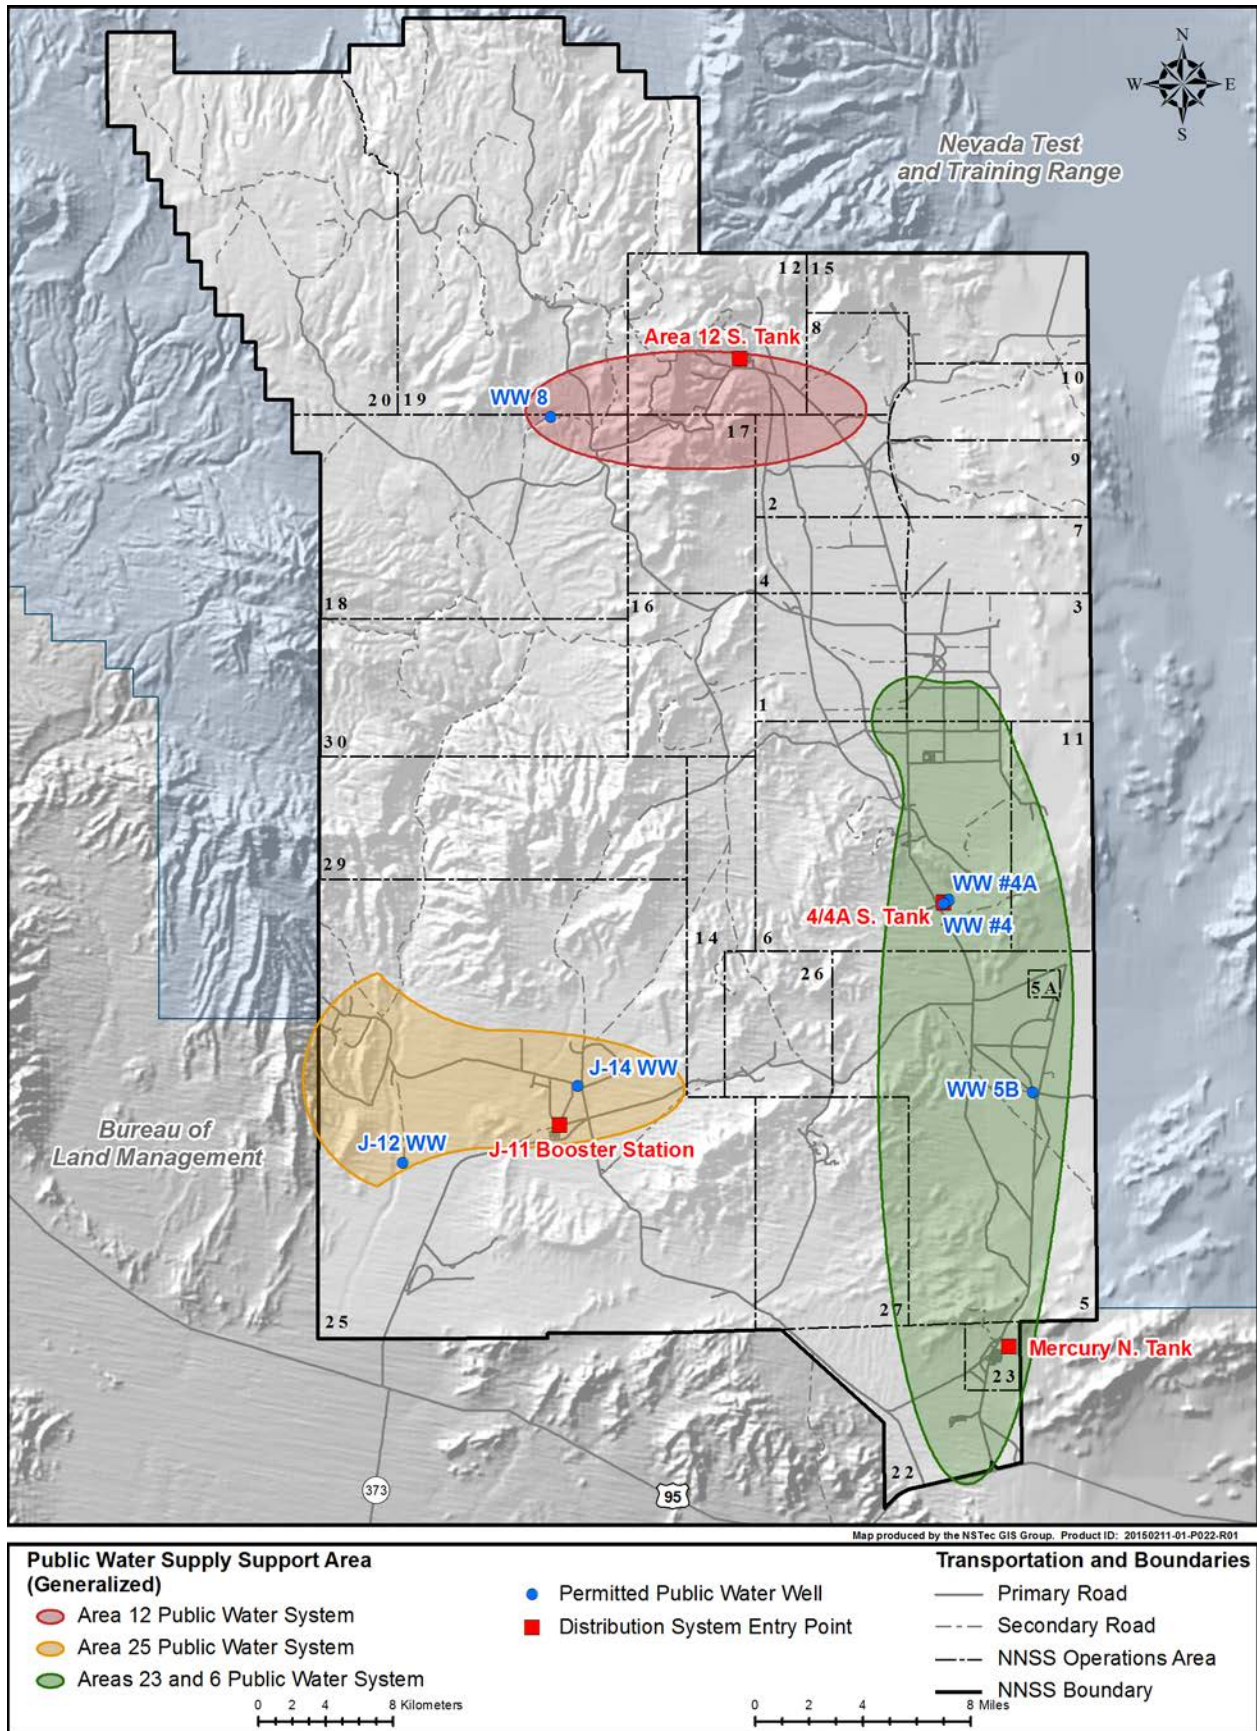 N
W E
S
Nevada Test
and Training Range
12 15
8
Area 12 S. Tank
10
WW 8
20 19
17
9
2
7
4
18
16
3
1
11
30
29
WW #4A
4/4A S. Tank
WW #4
14
6
26
5A
J-14 WW
WW 5B
Bureau of
Land Management
J-12 WW
J-11 Booster Station
25
27
5
Mercury N. Tank
23
22
373
95
Map produced by the NSTec GIS Group. Product ID: 20150211-01-P022-R01
Public Water Supply Support Area
(Generalized)
Area 12 Public Water System
Area 25 Public Water System
Areas 23 and 6 Public Water System
Permitted Public Water Well
Distribution System Entry Point
Transportation and Boundaries
Primary Road
Secondary Road
NNSS Operations Area
NNSS Boundary
0 2 4 8 Kilometers
0 2 4 8 Miles